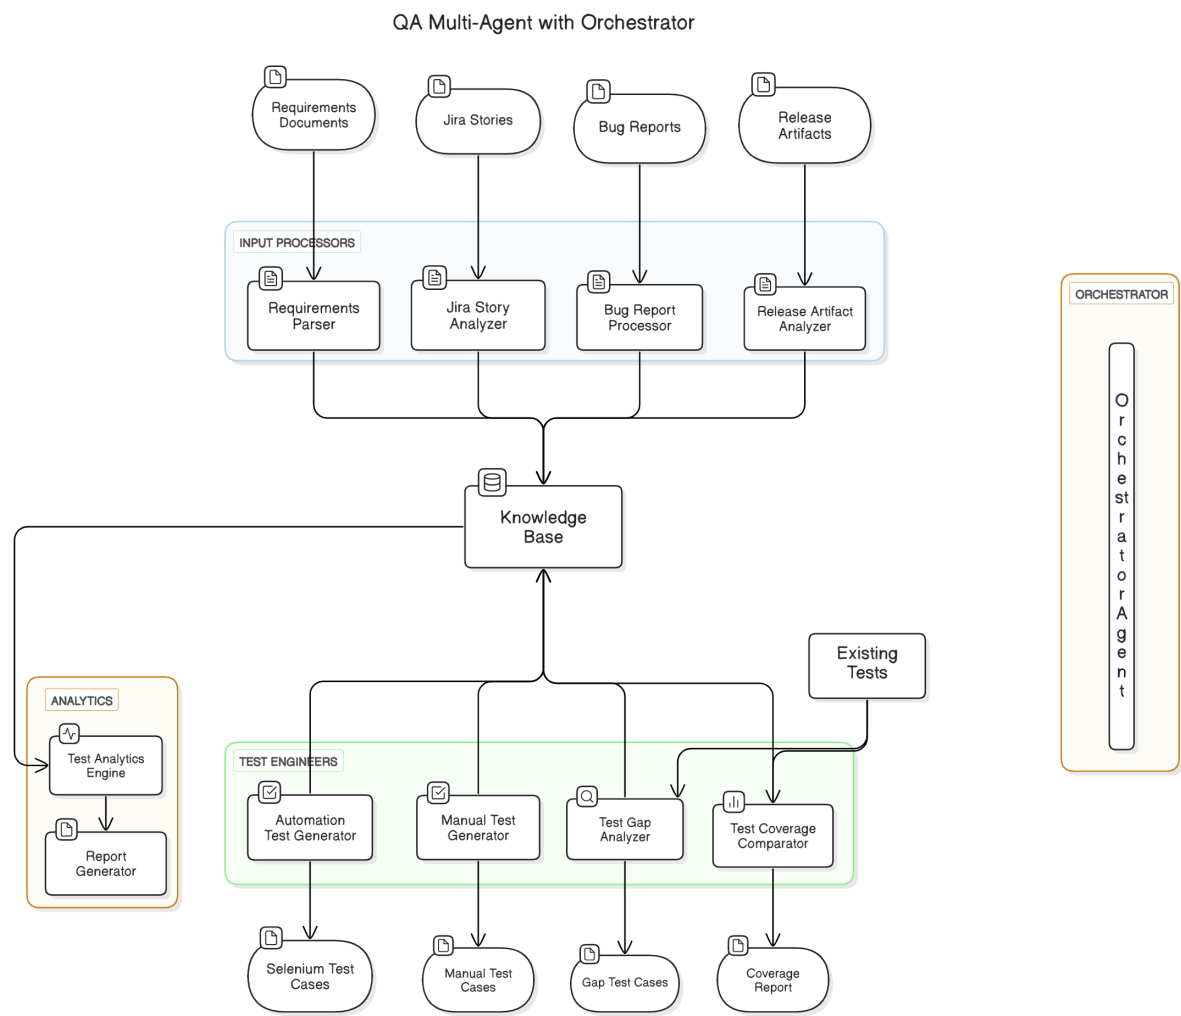 QA Multi-Agent with Orchestrator
Requirements
Documents
Jira Stories
Bug Reports
Release
Artifacts
INPUT PROCESSORS
Requirements
Parser
Jira Story
Analyzer
Bug Report
Processor
Release Artifact
Analyzer
ORCHESTRATOR
OrchestratorAgent
Knowledge
Base
Existing
Tests
ANALYTICS
Test Analytics
Engine
Report
Generator
TEST ENGINEERS
Automation
Test Generator
Manual Test
Generator
Test Gap
Analyzer
Test Coverage
Comparator
Selenium Test
Cases
Manual Test
Cases
Gap Test Cases
Coverage
Report